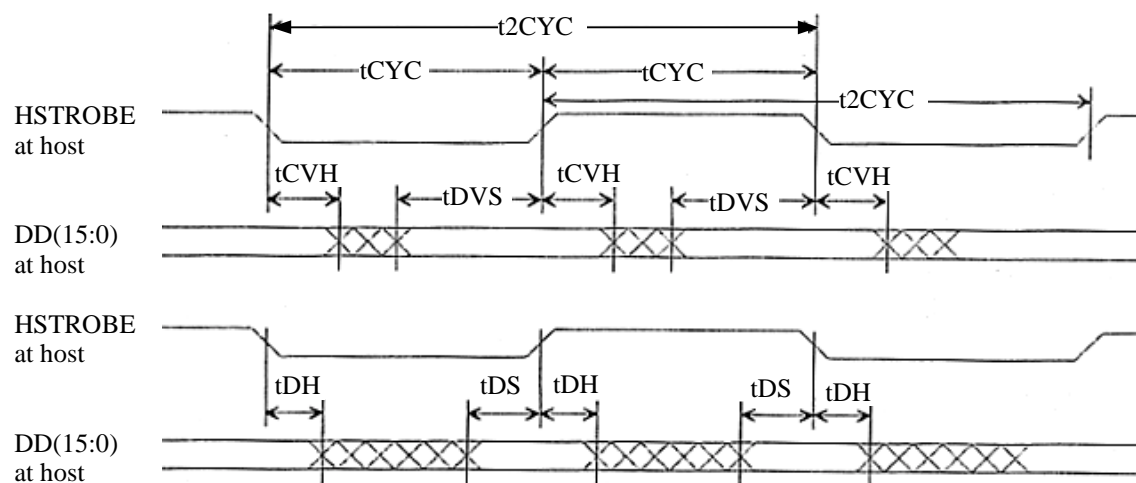 t2CYC
tCYC tCYC
t2CYC
HSTROBE
at host
tCVH tDVS tCVH tDVS tCVH
DD(15:0)
at host
HSTROBE
at host
tDH tDS tDH tDS tDH
DD(15:0)
at host